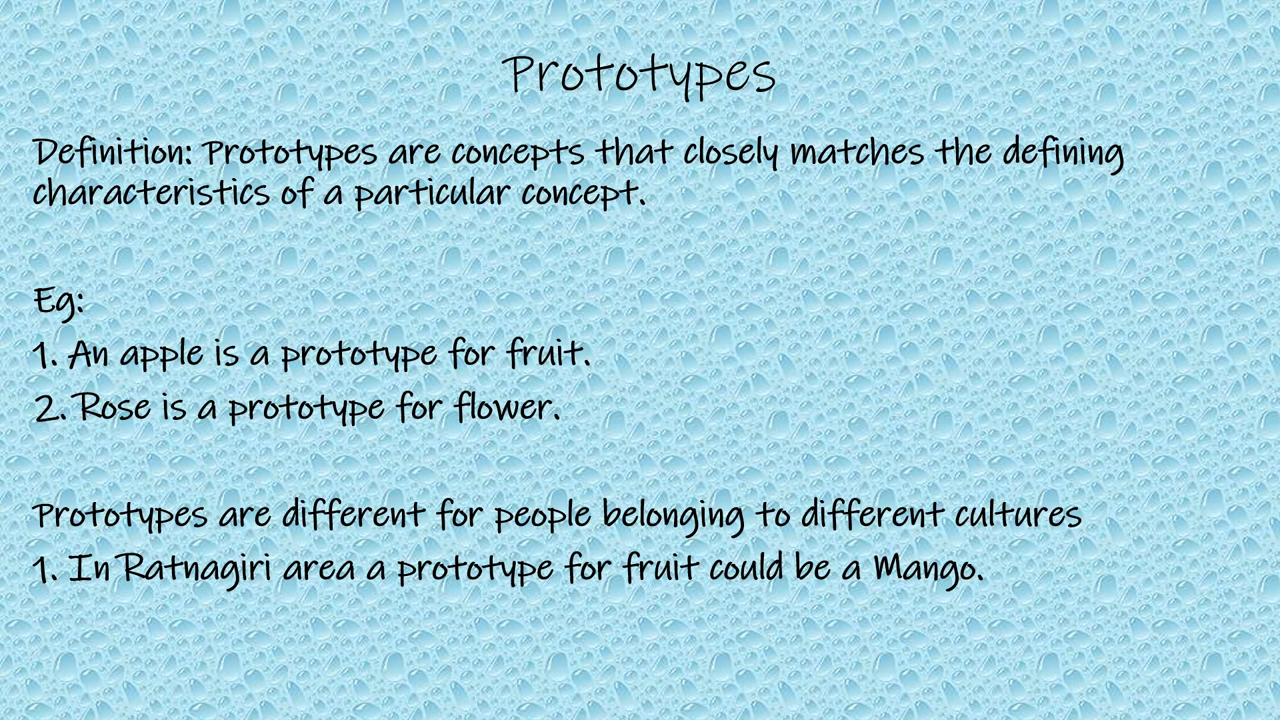 Prototypes
Definition: Prototypes are concepts that closely matches the defining
characteristics of a particular concept.
Eg:
1. An apple is a prototype for fruit.
2. Rose is a prototype for flower.
Prototypes are different for people belonging to different cultures
1. In Ratnagiri area a prototype for fruit could be a Mango.